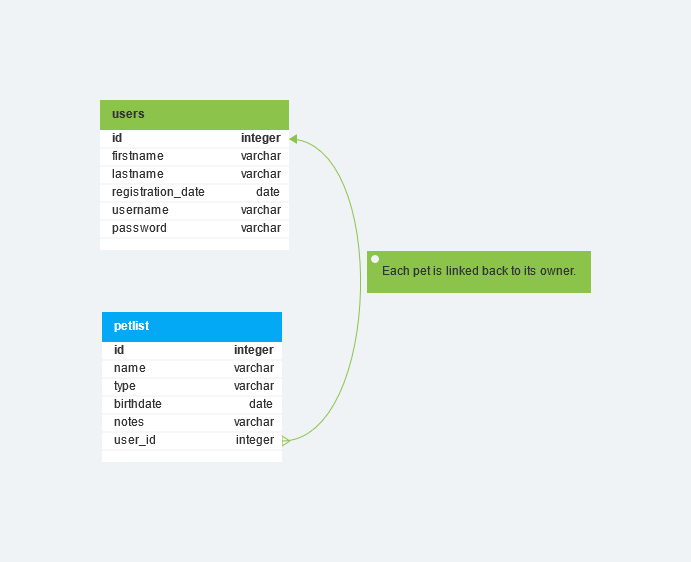 users
id integer
firstname varchar
lastname varchar
registration_date date
username varchar
password varchar
Each pet is linked back to its owner.
petlist
id integer
name varchar
type varchar
birthdate date
notes varchar
user_id integer